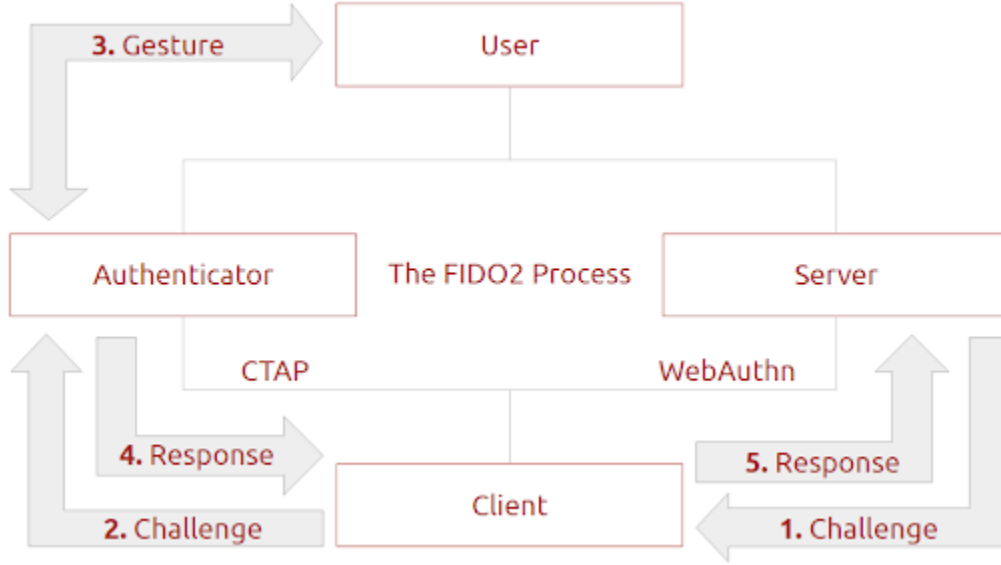 3. Gesture
User
Authenticator
The FIDO2 Process
Server
CTAP
WebAuthn
4. Response
5. Response
Client
2. Challenge
1. Challenge